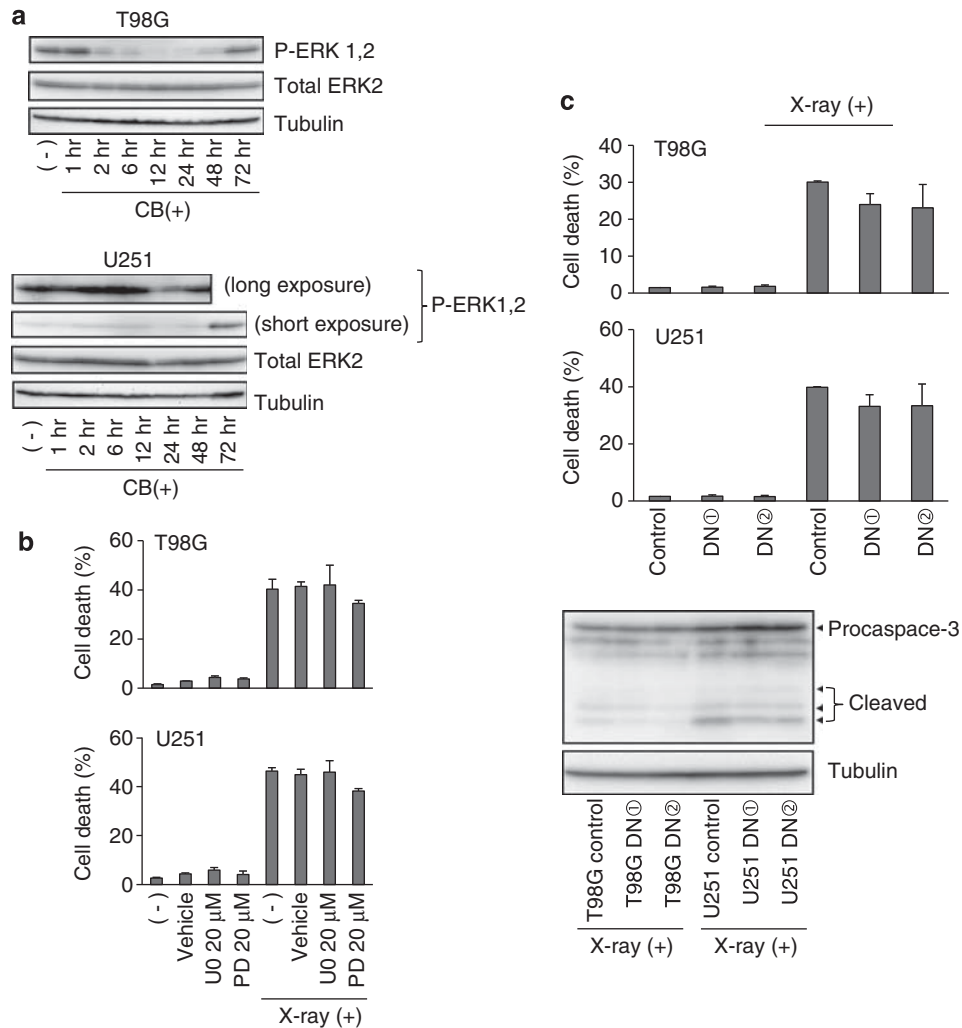 a
T98G
P-ERK 1,2
Total ERK2
Tubulin
(-)
1 hr
2 hr
6 hr
12 hr
24 hr
48 hr
72 hr
CB(+)
U251
(long exposure)
(short exposure)
P-ERK1,2
Total ERK2
Tubulin
(-)
1 hr
2 hr
6 hr
12 hr
24 hr
48 hr
72 hr
CB(+)
b
T98G
Cell death (%)
60
40
20
0
U251
Cell death (%)
60
40
20
0
(-)
Vehicle
U0 20 µM
PD 20 µM
(-)
Vehicle
U0 20 µM
PD 20 µM
X-ray (+)
c
X-ray (+)
T98G
Cell death (%)
40
30
20
10
0
U251
Cell death (%)
60
40
20
0
Control
DN①
DN②
Control
DN①
DN②
Procaspace-3
Cleaved
Tubulin
T98G control
T98G DN①
T98G DN②
U251 control
U251 DN①
U251 DN②
X-ray (+)
X-ray (+)